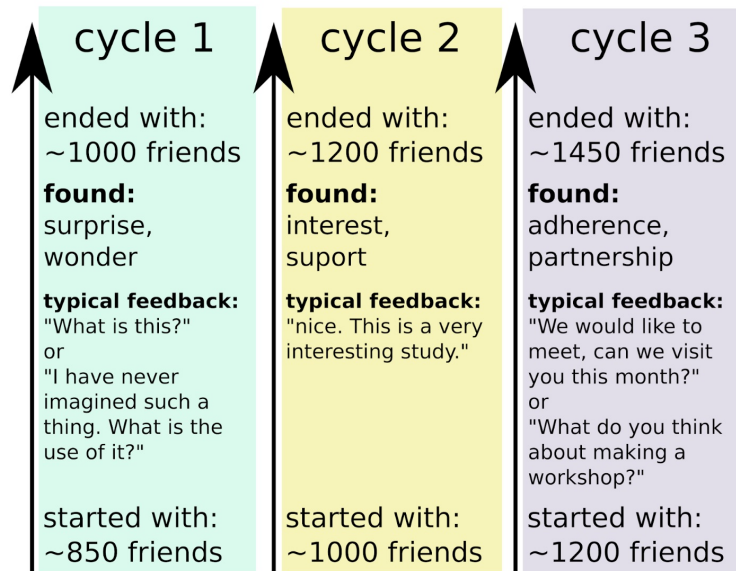 cycle 1
ended with:
~1000 friends
found:
surprise,
wonder
typical feedback:
"What is this?"
or
"I have never
imagined such a
thing. What is the
use of it?"
started with:
~850 friends
cycle 2
ended with:
~1200 friends
found:
interest,
suport
typical feedback:
"nice. This is a very
interesting study."
started with:
~1000 friends
cycle 3
ended with:
~1450 friends
found:
adherence,
partnership
typical feedback:
"We would like to
meet, can we visit
you this month?"
or
"What do you think
about making a
workshop?"
started with:
~1200 friends